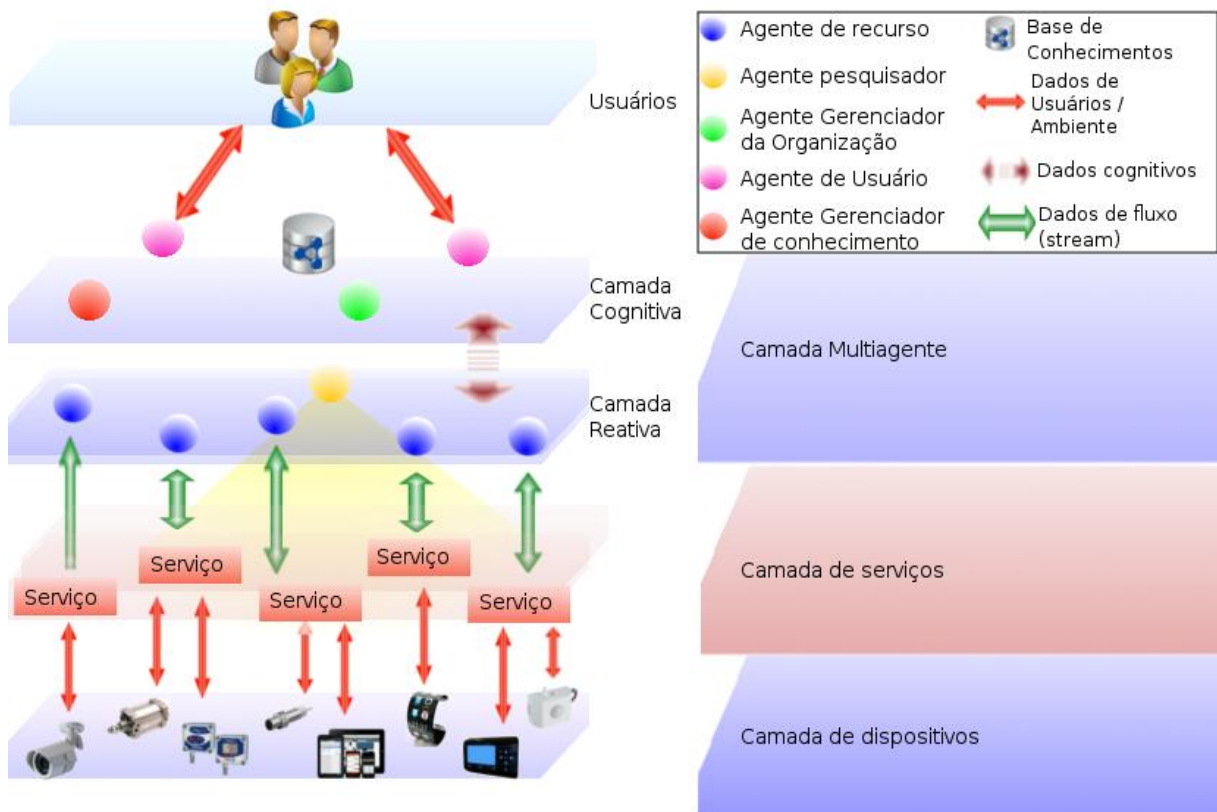 Agente de recurso
Agente pesquisador
Agente Gerenciador
da Organização
Agente de Usuário
Agente Gerenciador
de conhecimento
Base de
Conhecimentos
Dados de
Usuários /
Ambiente
Dados cognitivos
Dados de fluxo
(stream)
Usuários
Camada
Cognitiva
Camada
Reativa
Camada Multiagente
Serviço
Serviço
Serviço
Serviço
Serviço
Camada de serviços
Camada de dispositivos